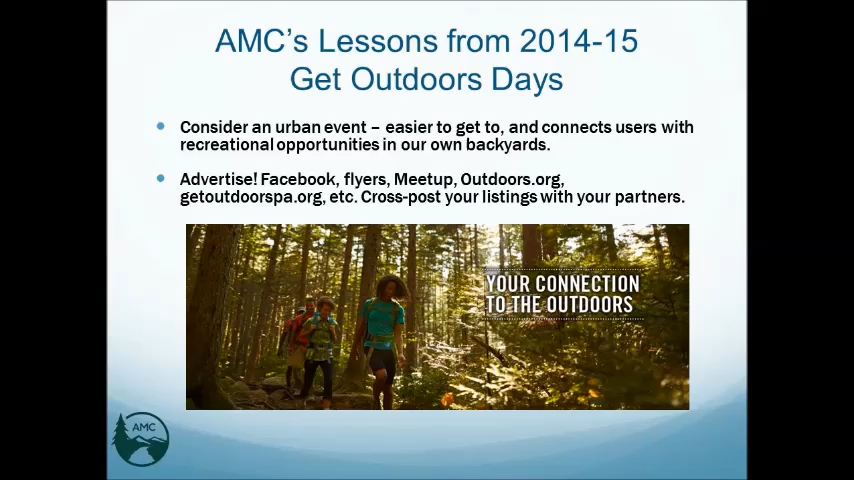 AMC's Lessons from 2014-15
Get Outdoors Days
Consider an urban event – easier to get to, and connects users with
recreational opportunities in our own backyards.
Advertise! Facebook, flyers, Meetup, Outdoors.org,
getoutdoorspa.org, etc. Cross-post your listings with your partners.
YOUR CONNECTION
TO THE OUTDOORS
AMC